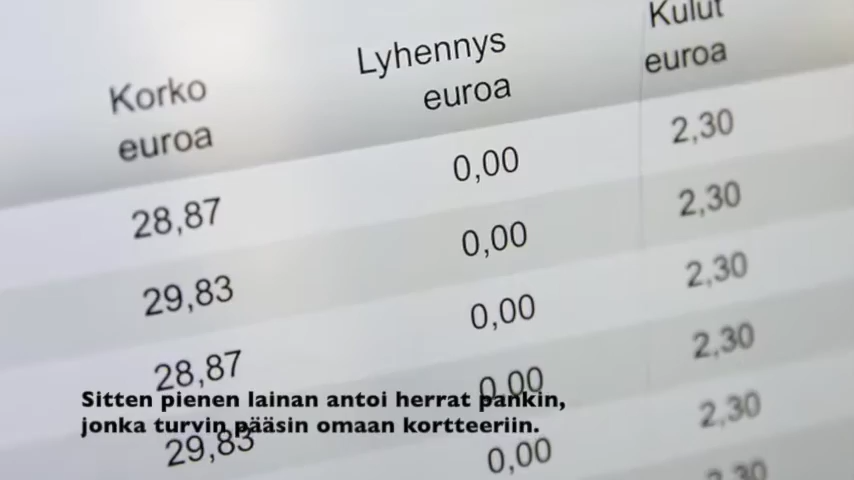 Kulut
Korko Lyhennys euroa
euroa euroa
28,87 0,00 2,30
29,83 0,00 2,30
28,87 0,00 2,30
29,83 0,00 2,30
0,00 2,30
2,30
Sitten pienen lainan antoi herrat pankin,
jonka turvin pääsin omaan kortteeriin.